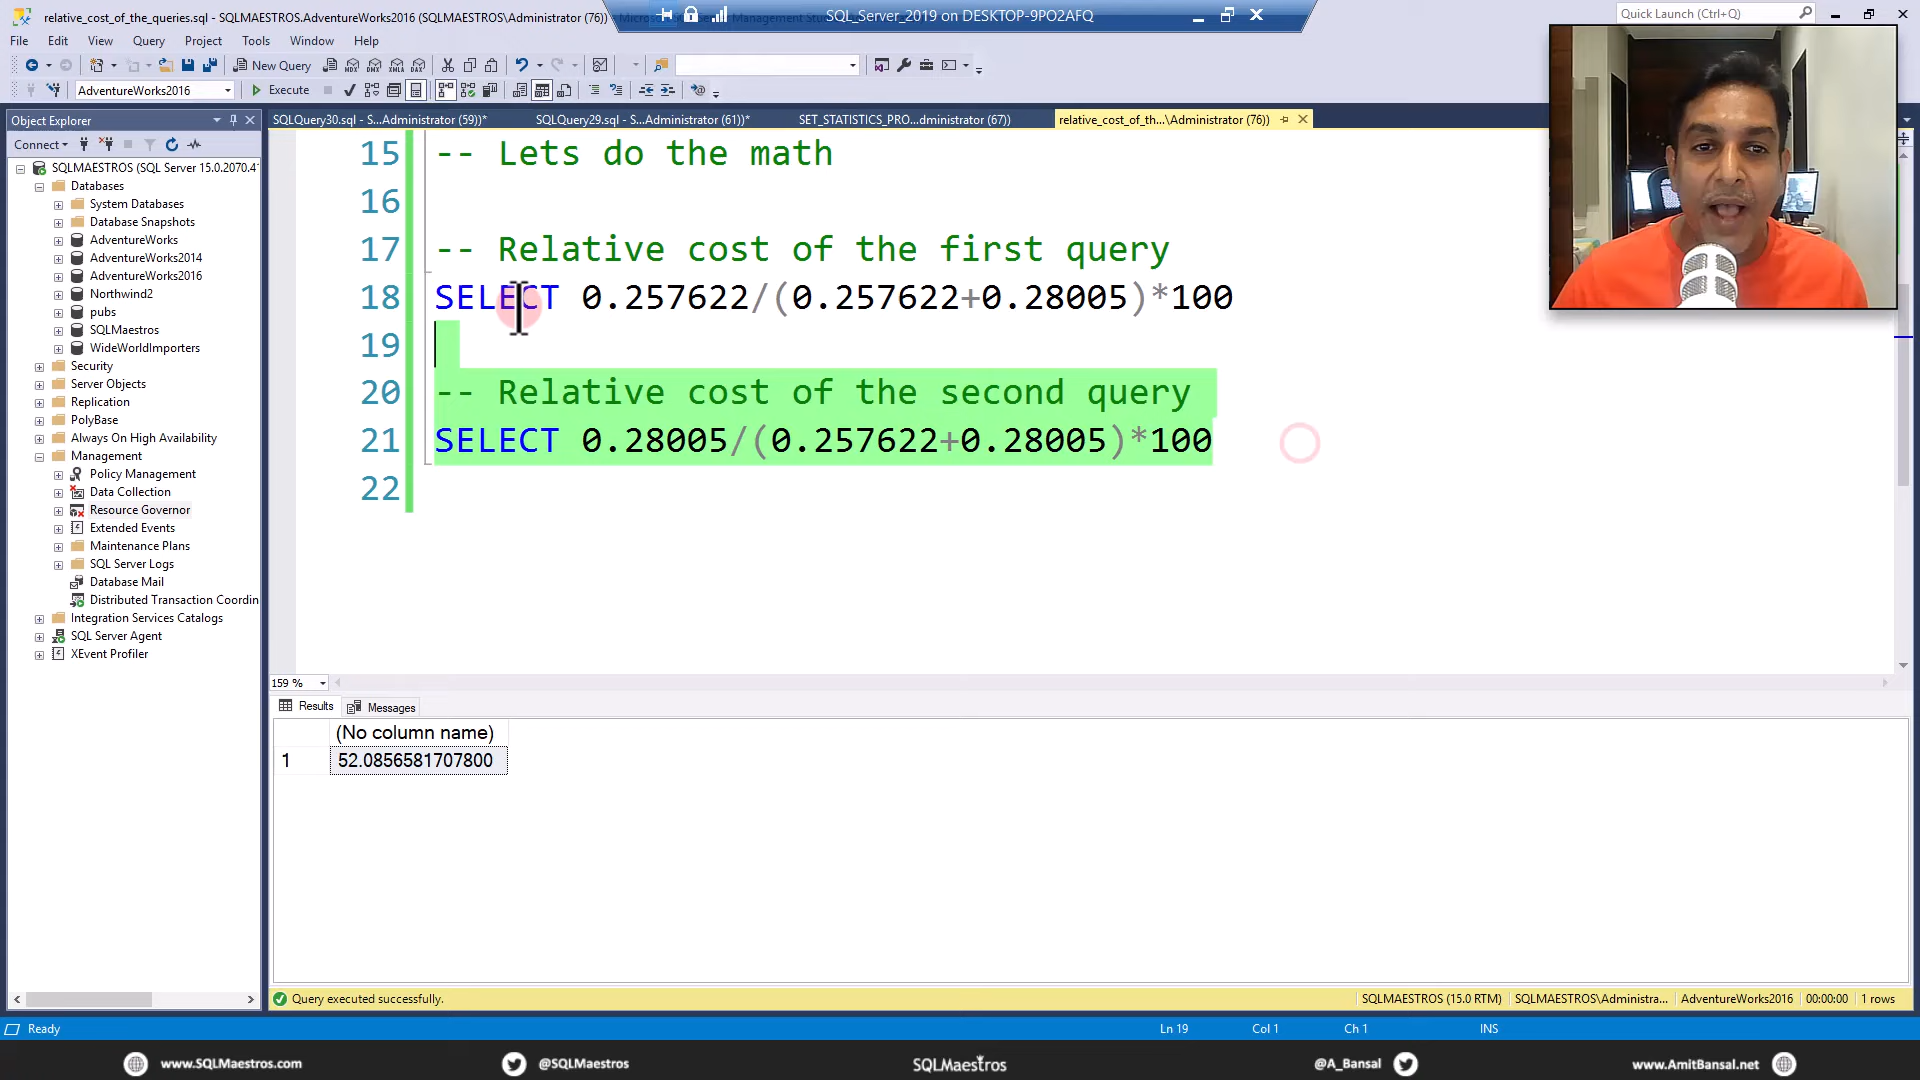 relative_cost_of_the_queries.sql - SQLMAESTROS.AdventureWorks2016 (SQLMAESTROS\Administrator (76))
SQL_Server_2019 on DESKTOP-9PO2AFQ
Quick Launch (Ctrl+Q)
File Edit View Query Project Tools Window Help
New Query
AdventureWorks2016
Execute
Object Explorer
Connect
SQLMAESTROS (SQL Server 15.0.2070.41
Databases
System Databases
Database Snapshots
AdventureWorks
AdventureWorks2014
AdventureWorks2016
Northwind2
pubs
SQLMaestros
WideWorldImporters
Security
Server Objects
Replication
PolyBase
Always On High Availability
Management
Policy Management
Data Collection
Resource Governor
Extended Events
Maintenance Plans
SQL Server Logs
Database Mail
Distributed Transaction Coordin
Integration Services Catalogs
SQL Server Agent
XEvent Profiler
SQLQuery30.sql - S...Administrator (59))*
SQLQuery29.sql - S...Administrator (61))*
SET_STATISTICS_PRO...dministrator (67))
relative_cost_of_th...\Administrator (76))
15 -- Lets do the math
16
17 -- Relative cost of the first query
18 SELECT 0.257622/(0.257622+0.28005)*100
19
20 -- Relative cost of the second query
21 SELECT 0.28005/(0.257622+0.28005)*100
22
159 %
Results Messages
(No column name)
1 52.0856581707800
Query executed successfully.
SQLMAESTROS (15.0 RTM) SQLMAESTROS\Administra... AdventureWorks2016 00:00:00 1 rows
Ready
Ln 19 Col 1 Ch 1 INS
www.SQLMaestros.com
@SQLMaestros
SQLMaestros
@A_Bansal
www.AmitBansal.net